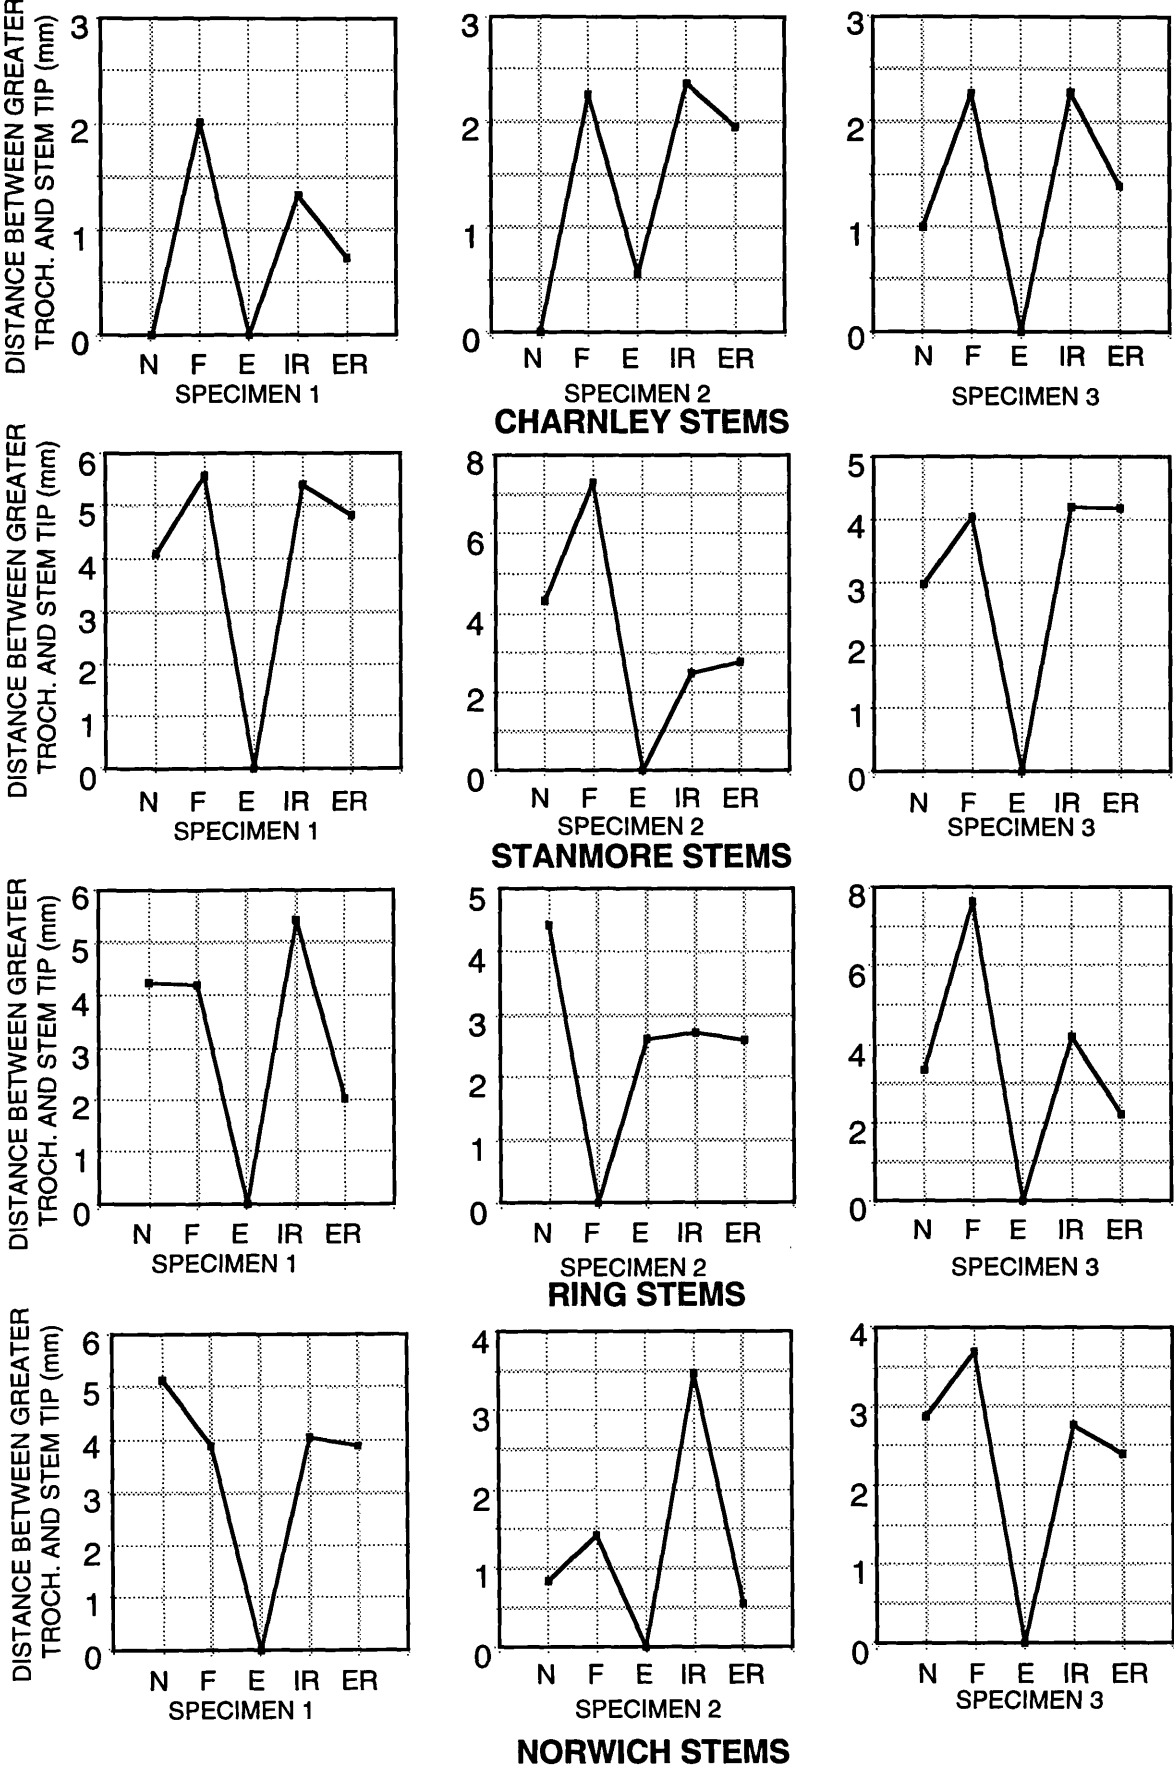 DISTANCE BETWEEN GREATER
TROCH. AND STEM TIP (mm)
3
2
1
0
N F E IR ER
SPECIMEN 1
3
2
1
0
N F E IR ER
SPECIMEN 2
3
2
1
0
N F E IR ER
SPECIMEN 3
CHARNLEY STEMS
DISTANCE BETWEEN GREATER
TROCH. AND STEM TIP (mm)
6
5
4
3
2
1
0
N F E IR ER
SPECIMEN 1
8
6
4
2
0
N F E IR ER
SPECIMEN 2
5
4
3
2
1
0
N F E IR ER
SPECIMEN 3
STANMORE STEMS
DISTANCE BETWEEN GREATER
TROCH. AND STEM TIP (mm)
6
5
4
3
2
1
0
N F E IR ER
SPECIMEN 1
5
4
3
2
1
0
N F E IR ER
SPECIMEN 2
8
6
4
2
0
N F E IR ER
SPECIMEN 3
RING STEMS
DISTANCE BETWEEN GREATER
TROCH. AND STEM TIP (mm)
6
5
4
3
2
1
0
N F E IR ER
SPECIMEN 1
4
3
2
1
0
N F E IR ER
SPECIMEN 2
4
3
2
1
0
N F E IR ER
SPECIMEN 3
NORWICH STEMS